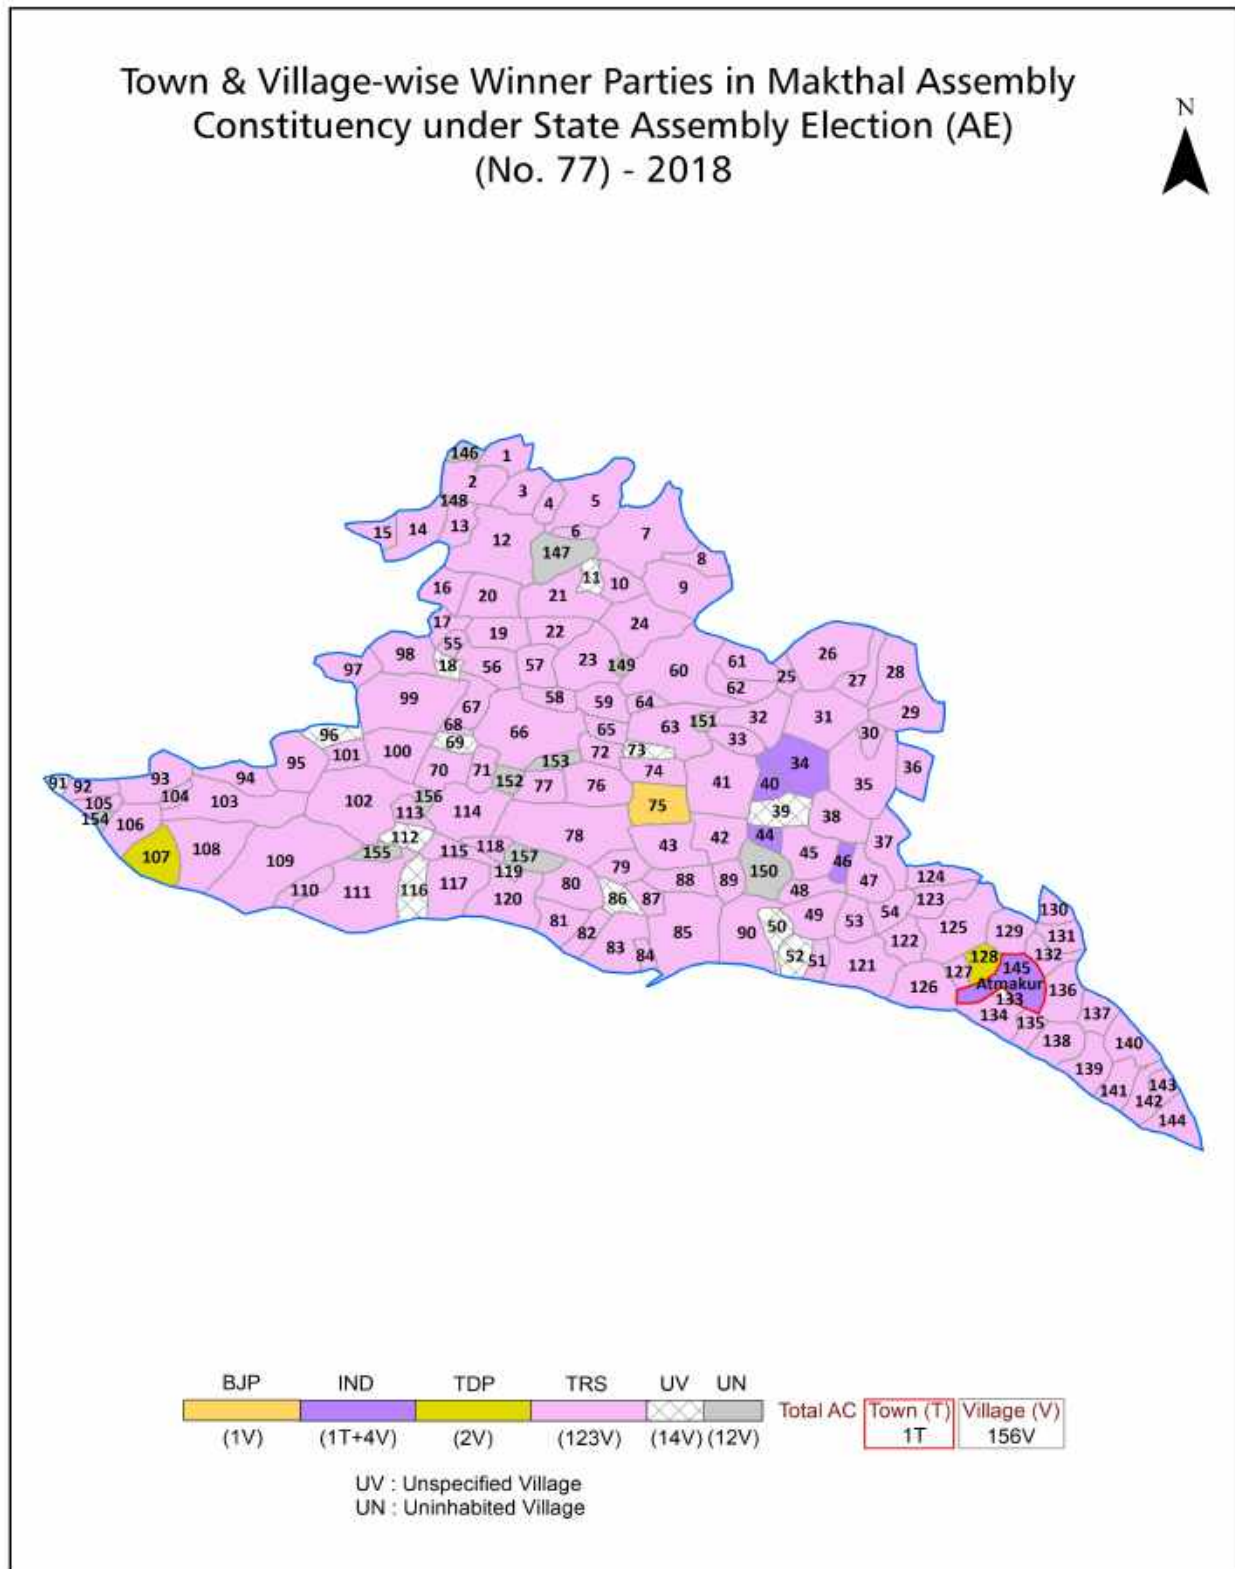 Town & Village-wise Winner Parties in Makthal Assembly
Constituency under State Assembly Election (AE)
(No. 77) - 2018
N
146 1
2
3 4 5
148
15 14 13 12 6 7
147 8
11 10 9
16 20 21
17 19 22 24
55
98 18 56 57 23 149 60 61 26
97 62 25 27 28
99 67 58 59 64 32 31 29
68 66 65 63 151 33 30
96 69 72 73
101 100 70 71 153 74 34 36
95 152 77 76 41 40 35
91 92 93 94
105 104 103 102 156 75 39 38
154 106 113 114
112 78 43 42 44 37
107 108 109 155 115 118 157 45 46
119 79 88 89 150 47 124
110 111 116 117 120 80 86 87 48 123
81 85 90 50 49 53 54 125 129 130
82 83 84 52 51 121 122 131
128 132
127 145
126 Atmakur 136
133
134 135 137
138 140
139
141 143
142
144
BJP IND TDP TRS UV UN
Total AC Town (T) Village (V)
(1V) (1T+4V) (2V) (123V) (14V) (12V) 1T 156V
UV : Unspecified Village
UN : Uninhabited Village